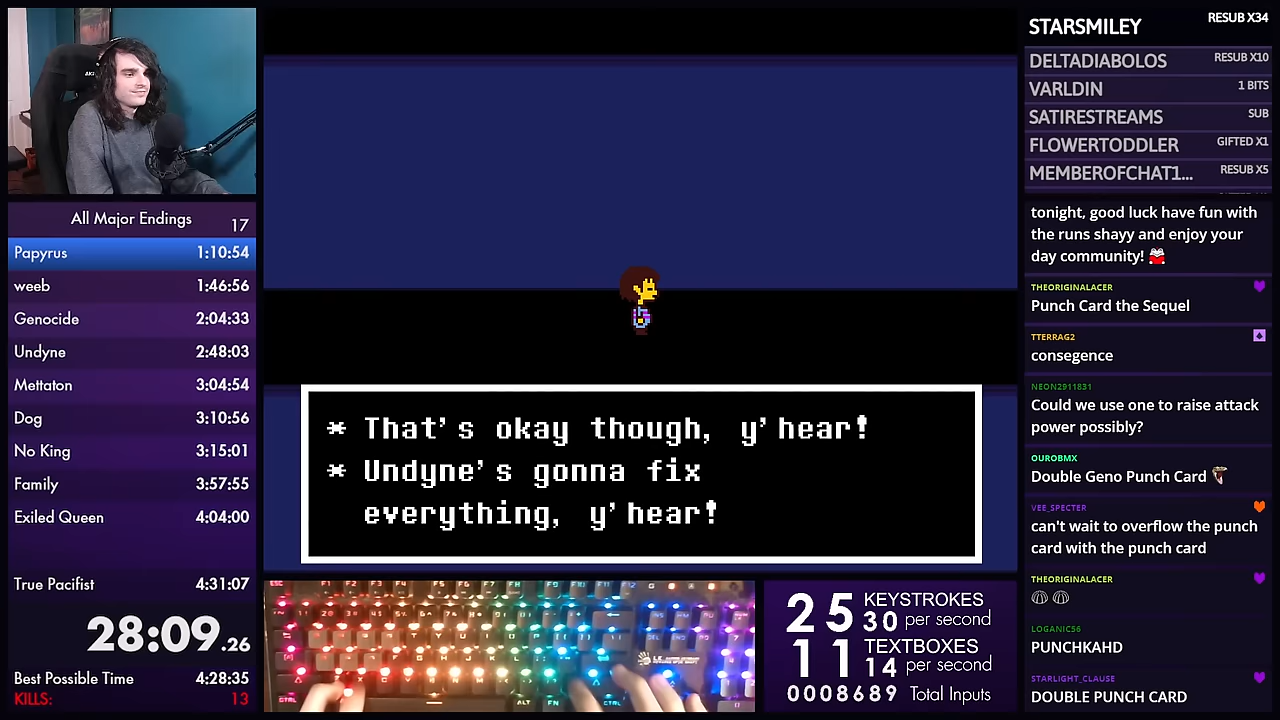 All Major Endings 17
Papyrus 1:10:54
weeb 1:46:56
Genocide 2:04:33
Undyne 2:48:03
Mettaton 3:04:54
Dog 3:10:56
No King 3:15:01
Family 3:57:55
Exiled Queen 4:04:00
True Pacifist 4:31:07
28:09.26
Best Possible Time 4:28:35
KILLS: 13
* That's okay though, y'hear!
* Undyne's gonna fix
everything, y'hear!
25 30 KEYSTROKES per second
11 14 TEXTBOXES per second
0008689 Total Inputs
STARSMILEY RESUB X34
DELTADIABOLOS RESUB X10
VARLDIN 1 BITS
SATIRESTREAMS SUB
FLOWERTODDLER GIFTED X1
MEMBEROFCHAT1... RESUB X5
tonight, good luck have fun with
the runs shayy and enjoy your
day community!
THEORIGINALACER
Punch Card the Sequel
TTERRAG2
consegence
NEON2911831
Could we use one to raise attack
power possibly?
OUROBMX
Double Geno Punch Card
VEE_SPECTER
can't wait to overflow the punch
card with the punch card
THEORIGINALACER
LOGANIC56
PUNCHKAHD
STARLIGHT_CLAUSE
DOUBLE PUNCH CARD